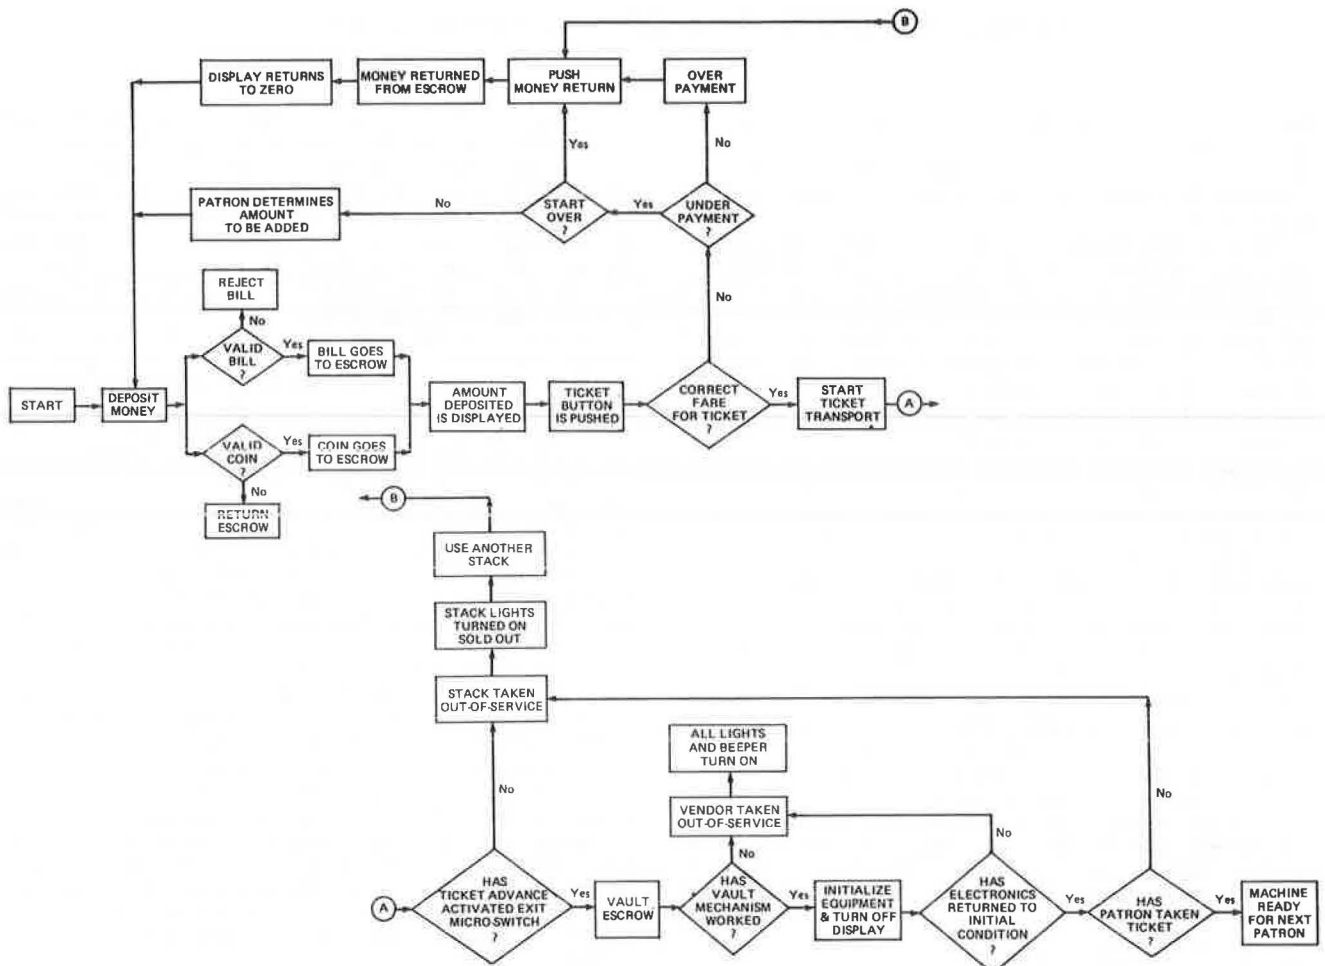 B
DISPLAY RETURNS
TO ZERO
MONEY RETURNED
FROM ESCROW
PUSH
MONEY RETURN
OVER
PAYMENT
Yes
No
PATRON DETERMINES
AMOUNT
TO BE ADDED
No
START
OVER
?
Yes
UNDER
PAYMENT
?
REJECT
BILL
No
No
VALID
BILL
?
Yes
BILL GOES
TO ESCROW
START
DEPOSIT
MONEY
AMOUNT
DEPOSITED
IS DISPLAYED
TICKET
BUTTON
IS PUSHED
CORRECT
FARE
FOR TICKET
?
Yes
START
TICKET
TRANSPORT
A
VALID
COIN
?
Yes
COIN GOES
TO ESCROW
No
RETURN
ESCROW
B
USE ANOTHER
STACK
STACK LIGHTS
TURNED ON
SOLD OUT
STACK TAKEN
OUT-OF-SERVICE
ALL LIGHTS
AND BEEPER
TURN ON
No
No
VENDOR TAKEN
OUT-OF-SERVICE
No
No
A
HAS
TICKET ADVANCE
ACTIVATED EXIT
MICRO SWITCH
?
Yes
VAULT
ESCROW
HAS
VAULT
MECHANISM
WORKED
?
Yes
INITIALIZE
EQUIPMENT
& TURN OFF
DISPLAY
HAS
ELECTRONICS
RETURNED TO
INITIAL
CONDITION
?
Yes
HAS
PATRON TAKEN
TICKET
?
Yes
MACHINE
READY
FOR NEXT
PATRON